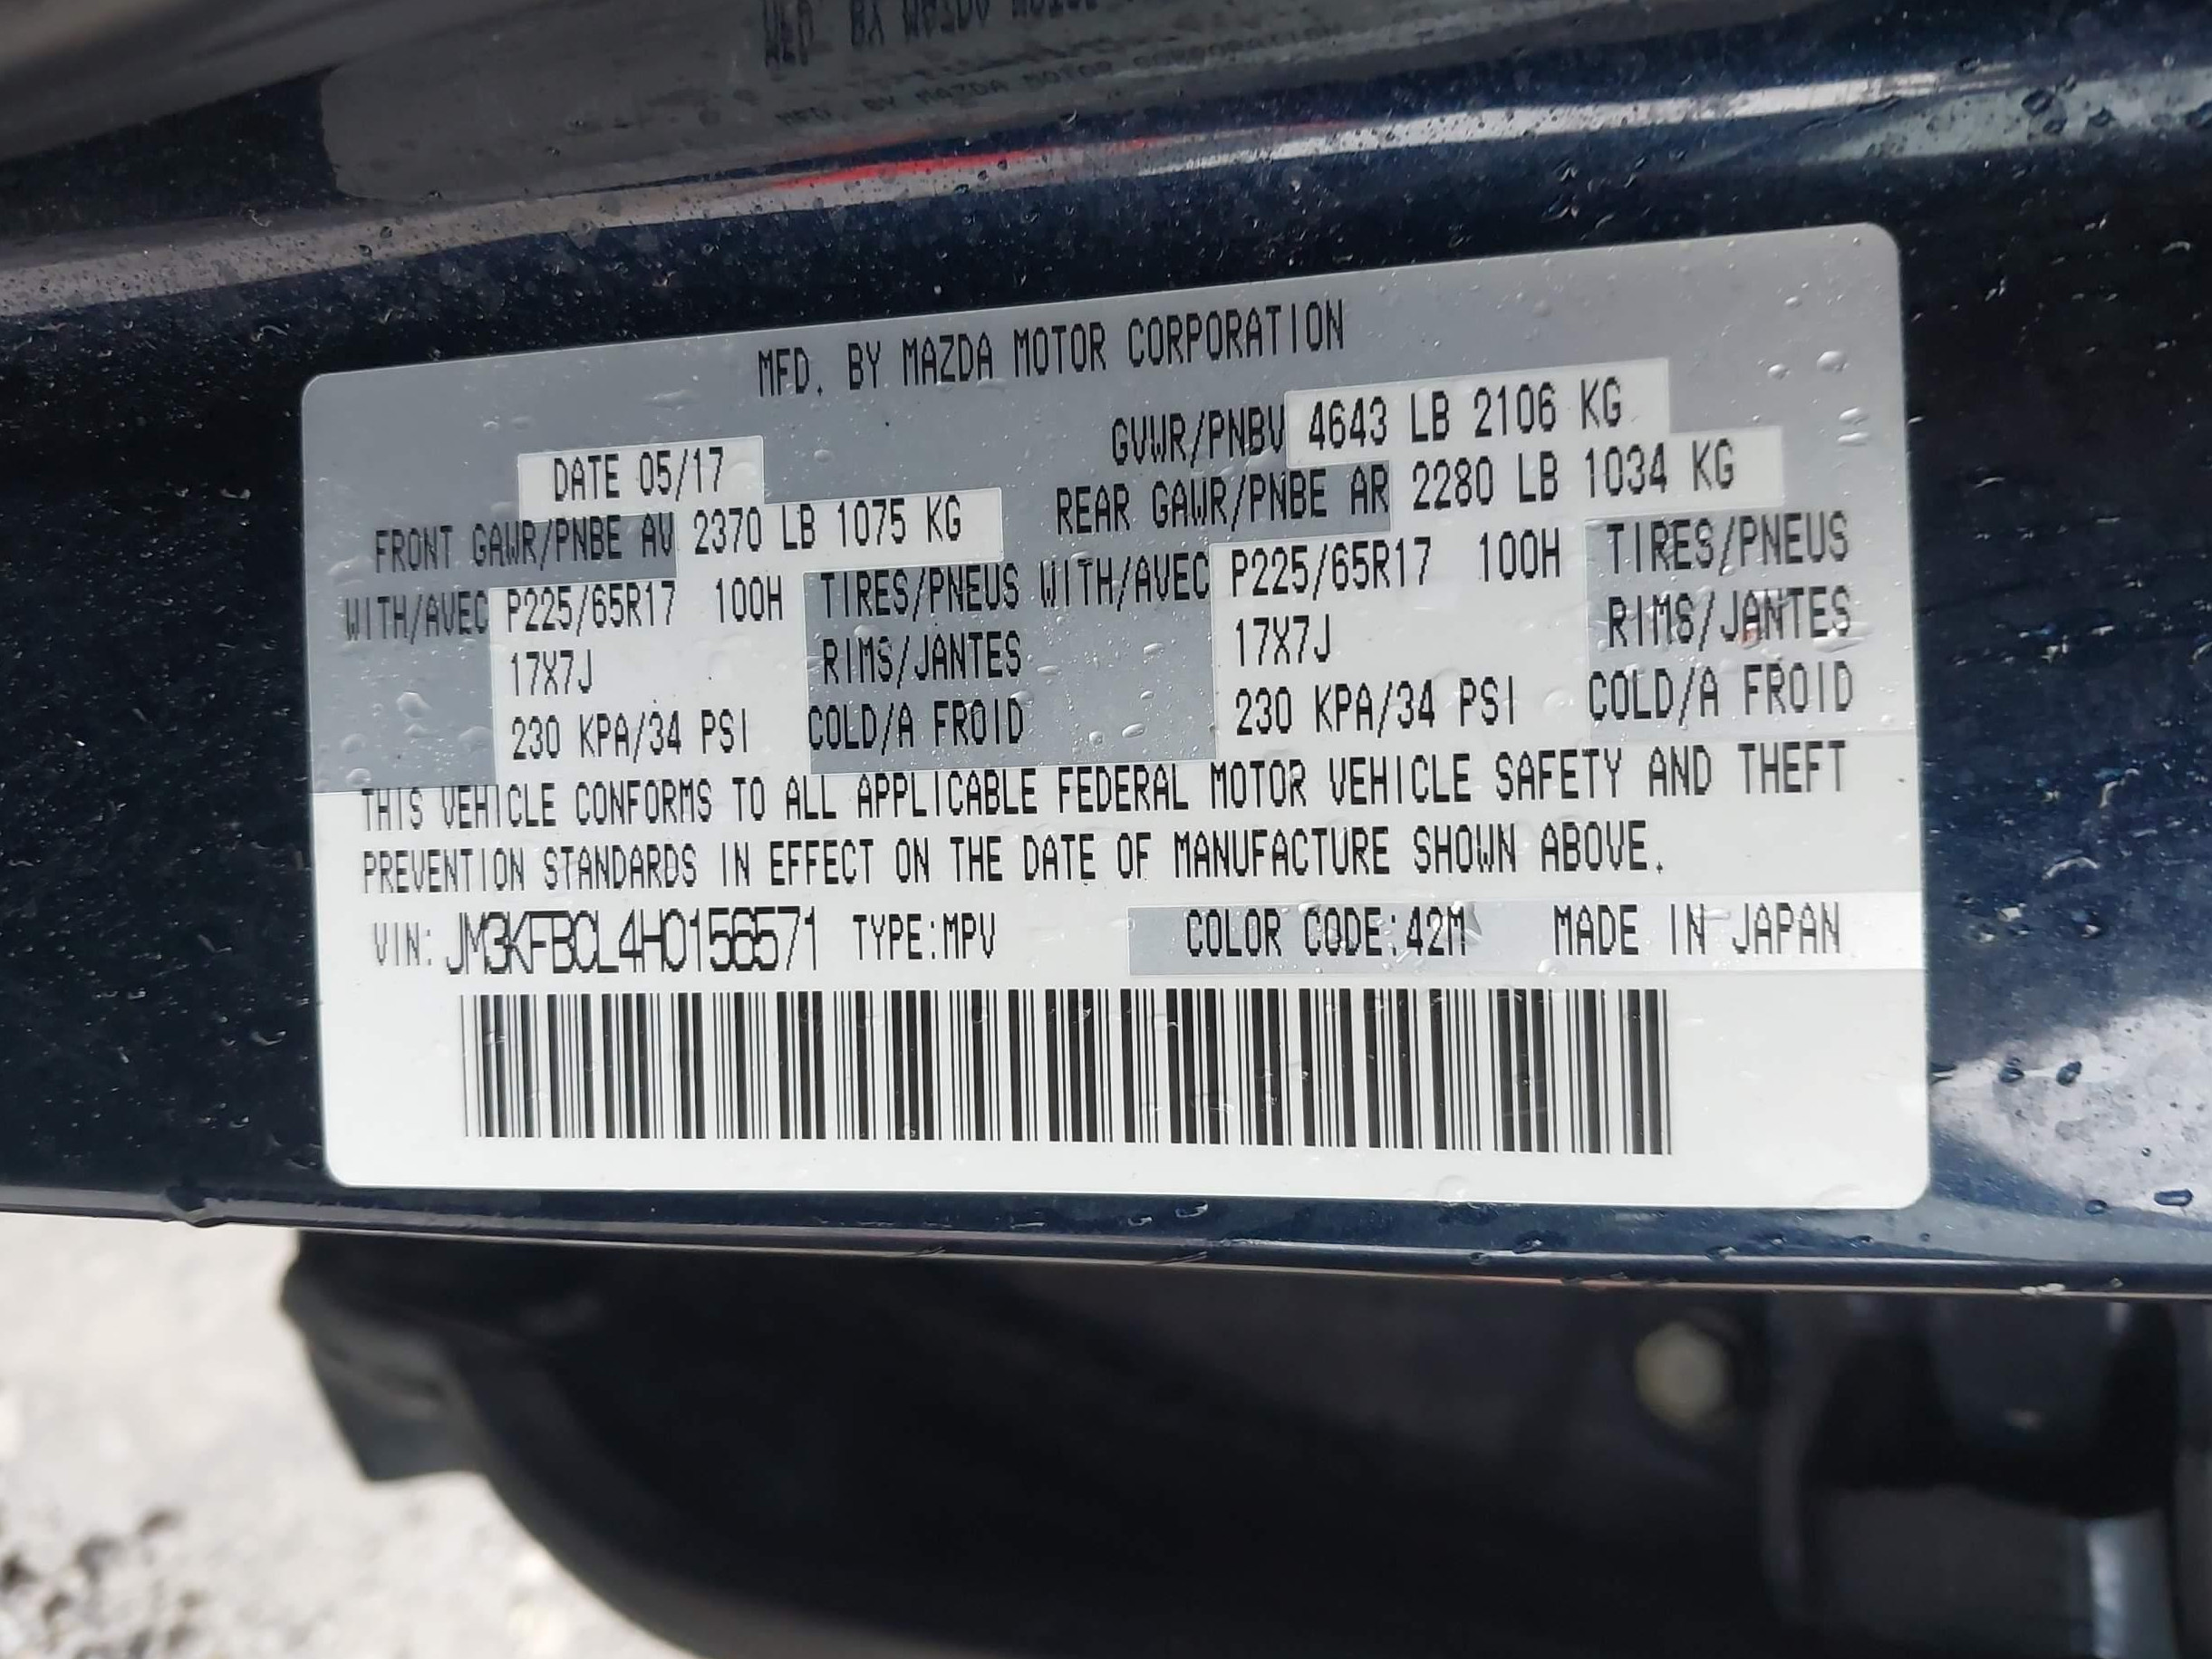 MFD. BY MAZDA MOTOR CORPORATION
MFD. BY MAZDA MOTOR CORPORATION
GVWR/PNBV 4643 LB 2106 KG
DATE 05/17
REAR GAWR/PNBE AR 2280 LB 1034 KG
FRONT GAWR/PNBE AV 2370 LB 1075 KG
WITH/AVEC P225/65R17 100H TIRES/PNEUS WITH/AVEC P225/65R17 100H TIRES/PNEUS
17X7J RIMS/JANTES 17X7J RIMS/JANTES
230 KPA/34 PSI COLD/A FROID 230 KPA/34 PSI COLD/A FROID
THIS VEHICLE CONFORMS TO ALL APPLICABLE FEDERAL MOTOR VEHICLE SAFETY AND THEFT
PREVENTION STANDARDS IN EFFECT ON THE DATE OF MANUFACTURE SHOWN ABOVE.
VIN: JM3KFBCL4H0156571 TYPE:MPV COLOR CODE:42M MADE IN JAPAN